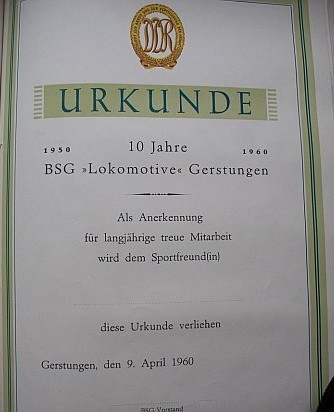 DDR
URKUNDE
1950 10 Jahre 1960
BSG »Lokomotive« Gerstungen
Als Anerkennung
für langjährige treue Mitarbeit
wird dem Sportfreund(in)
diese Urkunde verliehen
Gerstungen, den 9. April 1960
BSG-Vorstand